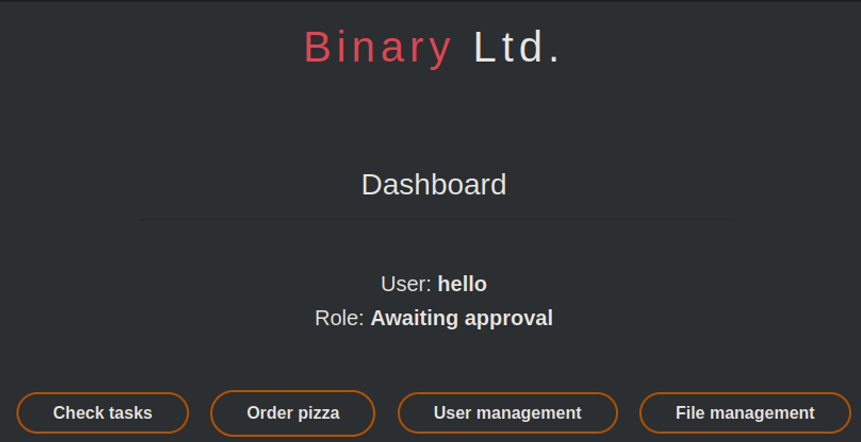 Binary Ltd.
Dashboard
User: hello
Role: Awaiting approval
Check tasks Order pizza User management File management